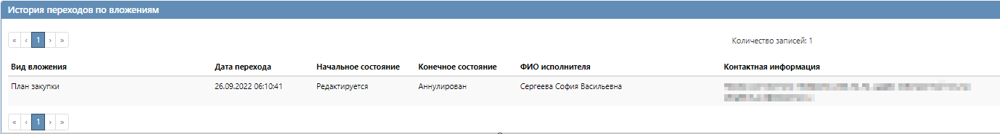 История переходов по вложениям
« ‹ 1 › »
Количество записей: 1
Вид вложения Дата перехода Начальное состояние Конечное состояние ФИО исполнителя Контактная информация
План закупки 26.09.2022 06:10:41 Редактируется Аннулирован Сергеева София Васильевна
« ‹ 1 › »